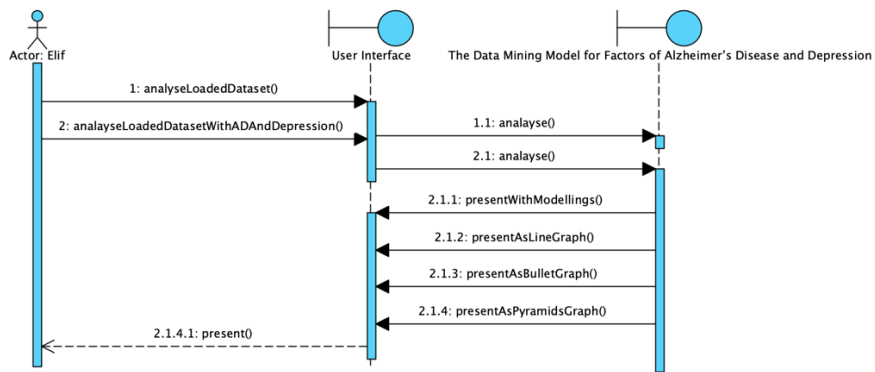 Actor: Elif
User Interface
The Data Mining Model for Factors of Alzheimer's Disease and Depression
1: analyseLoadedDataset()
2: analayseLoadedDatasetWithADAndDepression()
1.1: analayse()
2.1: analayse()
2.1.1: presentWithModellings()
2.1.2: presentAsLineGraph()
2.1.3: presentAsBulletGraph()
2.1.4: presentAsPyramidsGraph()
2.1.4.1: present()